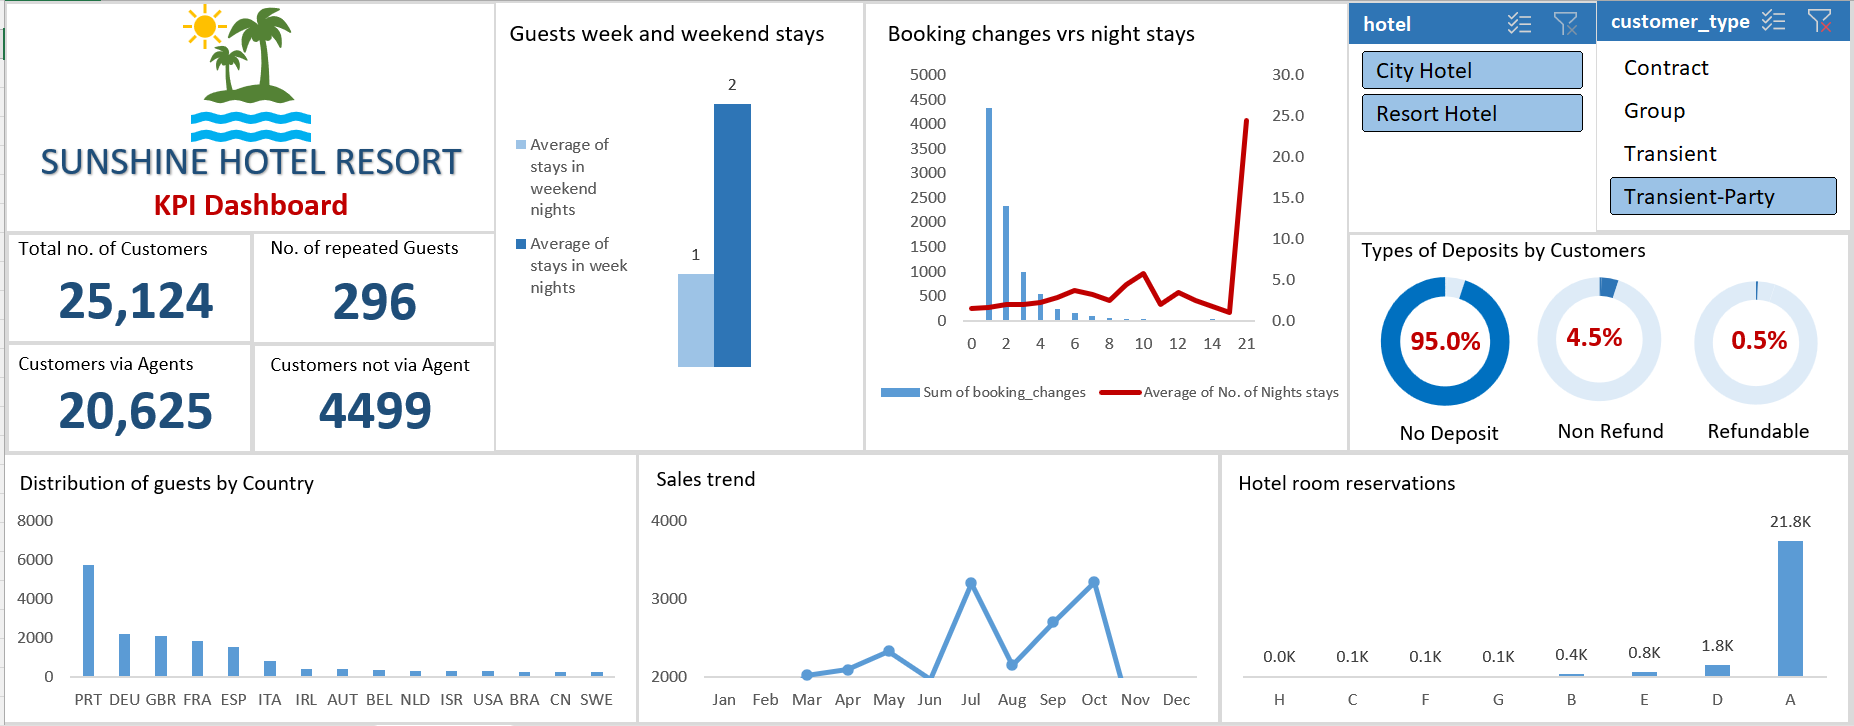 SUNSHINE HOTEL RESORT
KPI Dashboard
Total no. of Customers
25,124
No. of repeated Guests
296
Customers via Agents
20,625
Customers not via Agent
4499
Guests week and weekend stays
Average of
stays in
weekend
nights
Average of
stays in week
nights
1
2
Booking changes vrs night stays
5000
4500
4000
3500
3000
2500
2000
1500
1000
500
0
30.0
25.0
20.0
15.0
10.0
5.0
0.0
0 2 4 6 8 10 12 14 21
Sum of booking_changes
Average of No. of Nights stays
hotel
City Hotel
Resort Hotel
customer_type
Contract
Group
Transient
Transient-Party
Types of Deposits by Customers
95.0%
4.5%
0.5%
No Deposit
Non Refund
Refundable
Distribution of guests by Country
8000
6000
4000
2000
0
PRT DEU GBR FRA ESP ITA IRL AUT BEL NLD ISR USA BRA CN SWE
Sales trend
4000
3000
2000
Jan Feb Mar Apr May Jun Jul Aug Sep Oct Nov Dec
Hotel room reservations
0.0K 0.1K 0.1K 0.1K 0.4K 0.8K 1.8K 21.8K
H C F G B E D A